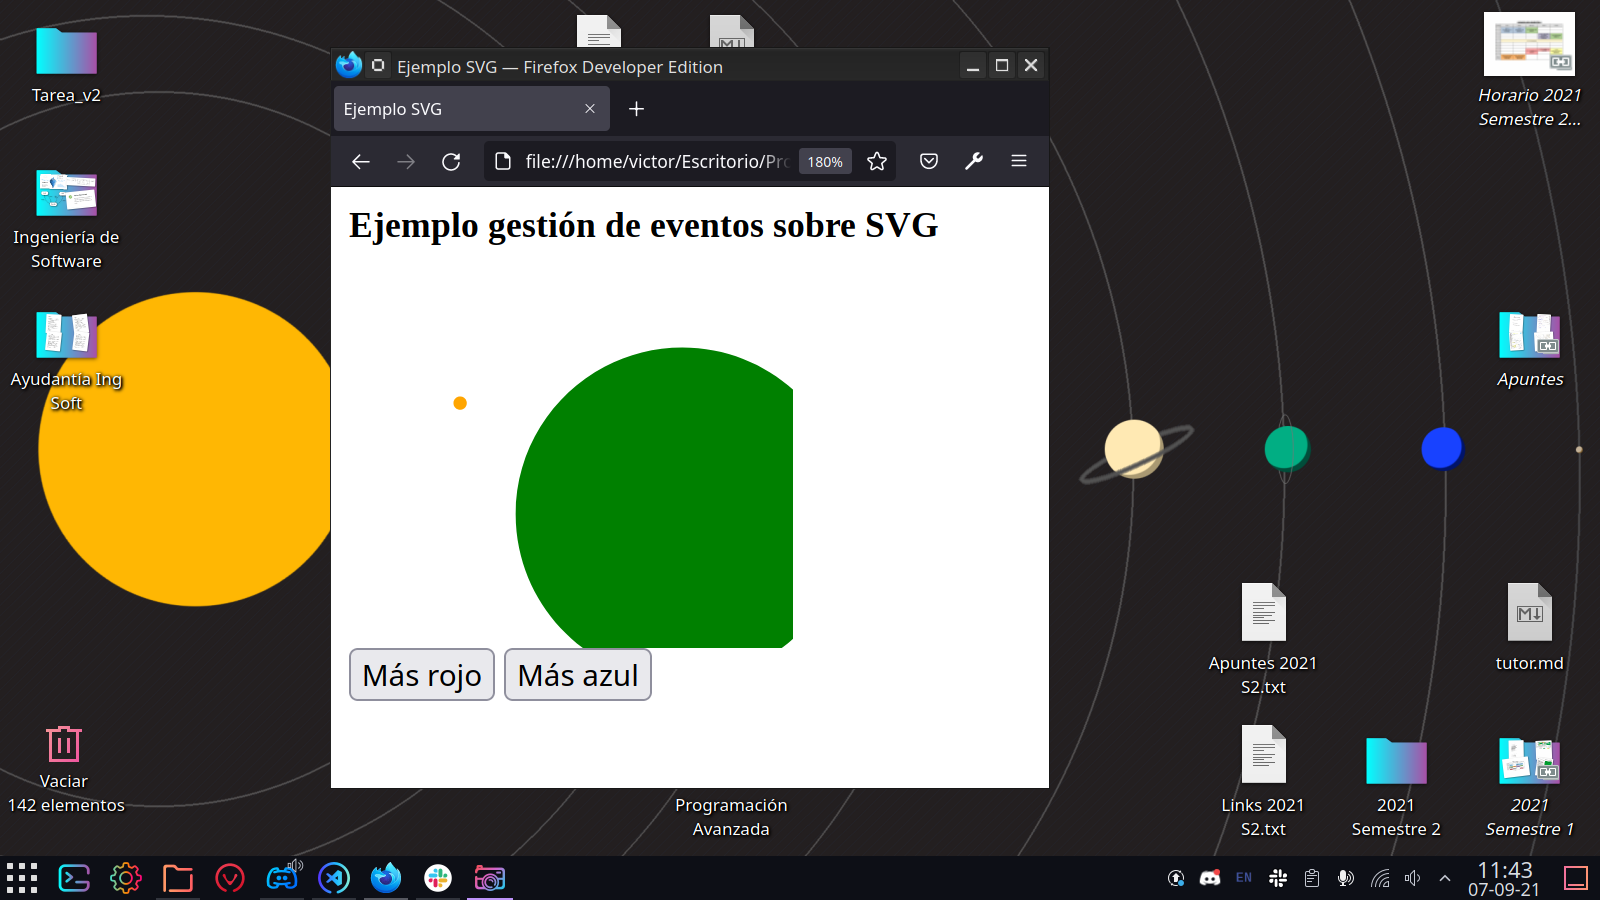 Tarea_v2
Ingeniería de
Software
Ayudantía Ing
Soft
Vaciar
142 elementos
Ejemplo SVG — Firefox Developer Edition
Ejemplo SVG
file:///home/victor/Escritorio/Pro
180%
Ejemplo gestión de eventos sobre SVG
Más rojo
Más azul
Programación
Avanzada
Horario 2021
Semestre 2...
Apuntes
Apuntes 2021
S2.txt
tutor.md
Links 2021
S2.txt
2021
Semestre 2
2021
Semestre 1
EN
11:43
07-09-21